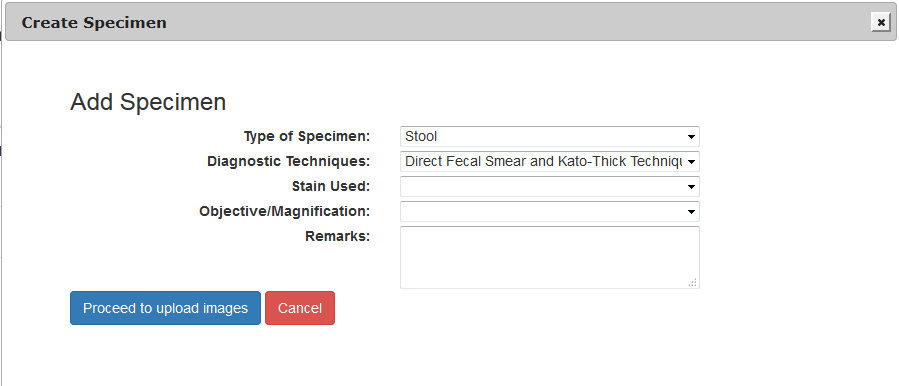 Create Specimen
Add Specimen
Type of Specimen: Stool
Diagnostic Techniques: Direct Fecal Smear and Kato-Thick Techniqu
Stain Used:
Objective/Magnification:
Remarks:
Proceed to upload images Cancel